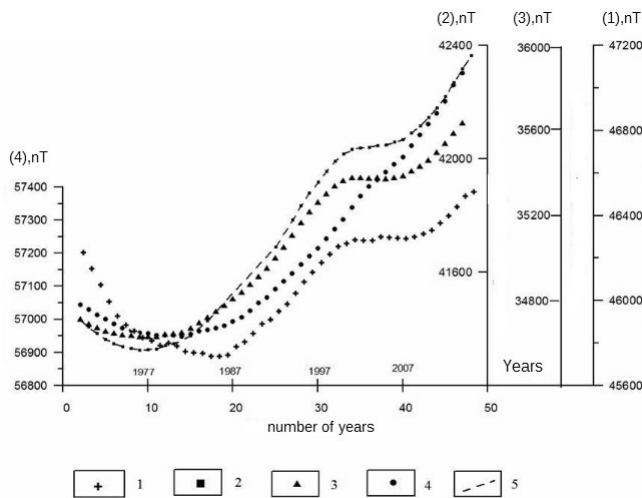 (2),nT (3),nT (1),nT
42400 36000 47200
35600 46800
(4),nT 42000
57400
57300 35200 46400
57200
41600
57100 34800 46000
57000
56900 1977 1987 1997 2007 Years
56800 45600
0 10 20 30 40 50
number of years
1 2 3 4 5